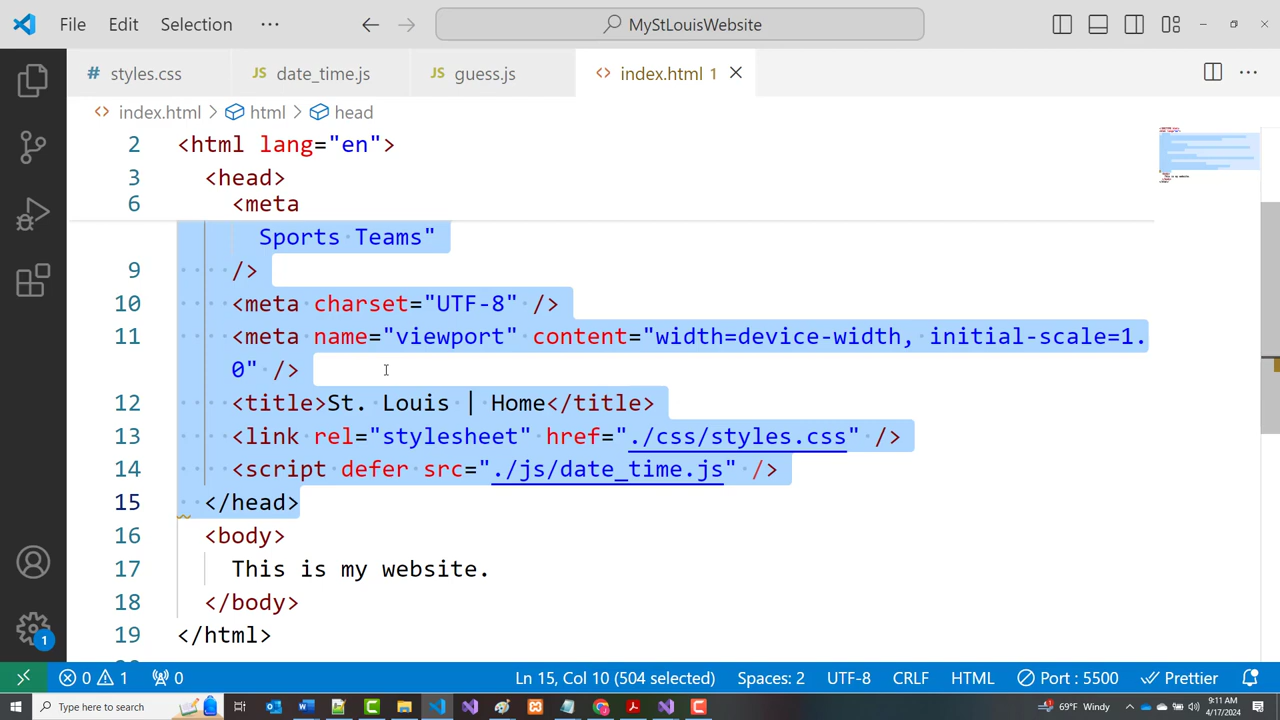 File Edit Selection ··· MyStLouisWebsite
# styles.css JS date_time.js JS guess.js <> index.html 1
<> index.html > html > head
2 <html lang="en">
3 <head>
6 <meta
Sports Teams"
9 />
10 <meta charset="UTF-8" />
11 <meta name="viewport" content="width=device-width, initial-scale=1.
0" />
12 <title>St. Louis | Home</title>
13 <link rel="stylesheet" href="./css/styles.css" />
14 <script defer src="./js/date_time.js" />
15 </head>
16 <body>
17 This is my website.
18 </body>
19 </html>
1
0 1 0 Ln 15, Col 10 (504 selected) Spaces: 2 UTF-8 CRLF HTML Port : 5500 Prettier
Type here to search 69°F Windy 9:11 AM
4/17/2024